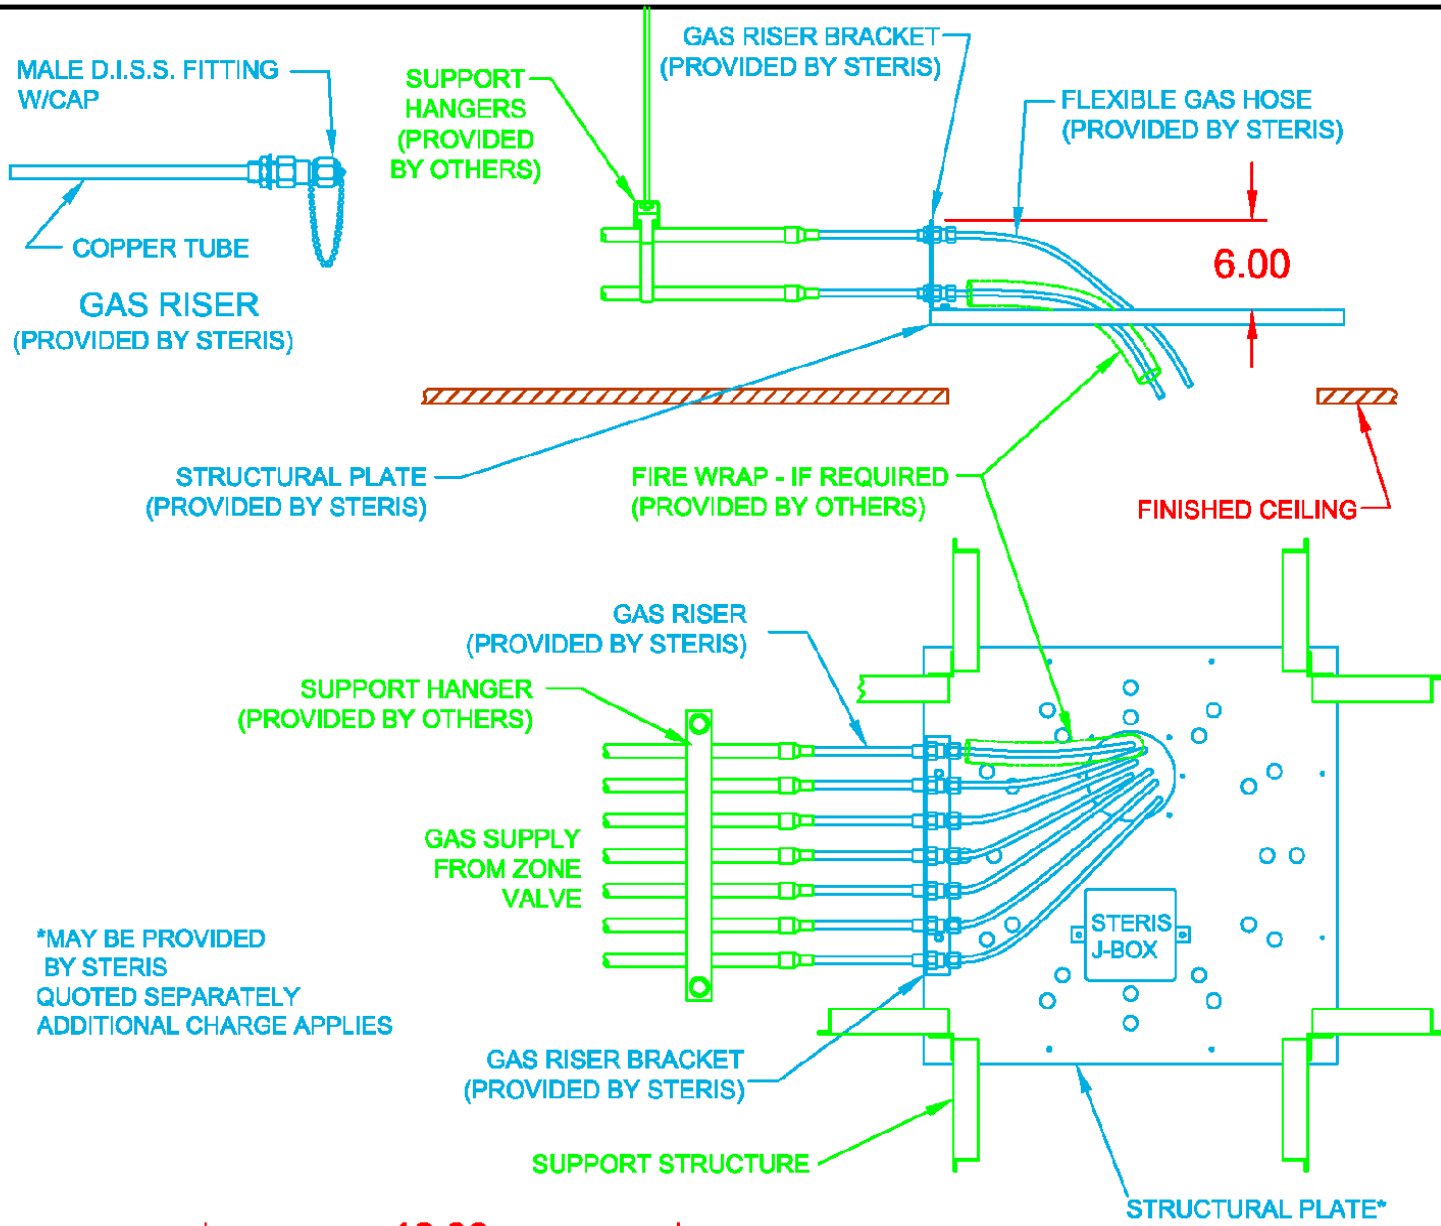 MALE D.I.S.S. FITTING
W/CAP
COPPER TUBE
GAS RISER
(PROVIDED BY STERIS)
SUPPORT
HANGERS
(PROVIDED
BY OTHERS)
GAS RISER BRACKET
(PROVIDED BY STERIS)
FLEXIBLE GAS HOSE
(PROVIDED BY STERIS)
6.00
STRUCTURAL PLATE
(PROVIDED BY STERIS)
FIRE WRAP - IF REQUIRED
(PROVIDED BY OTHERS)
FINISHED CEILING
GAS RISER
(PROVIDED BY STERIS)
SUPPORT HANGER
(PROVIDED BY OTHERS)
GAS SUPPLY
FROM ZONE
VALVE
STERIS
J-BOX
*MAY BE PROVIDED
BY STERIS
QUOTED SEPARATELY
ADDITIONAL CHARGE APPLIES
GAS RISER BRACKET
(PROVIDED BY STERIS)
SUPPORT STRUCTURE
STRUCTURAL PLATE*